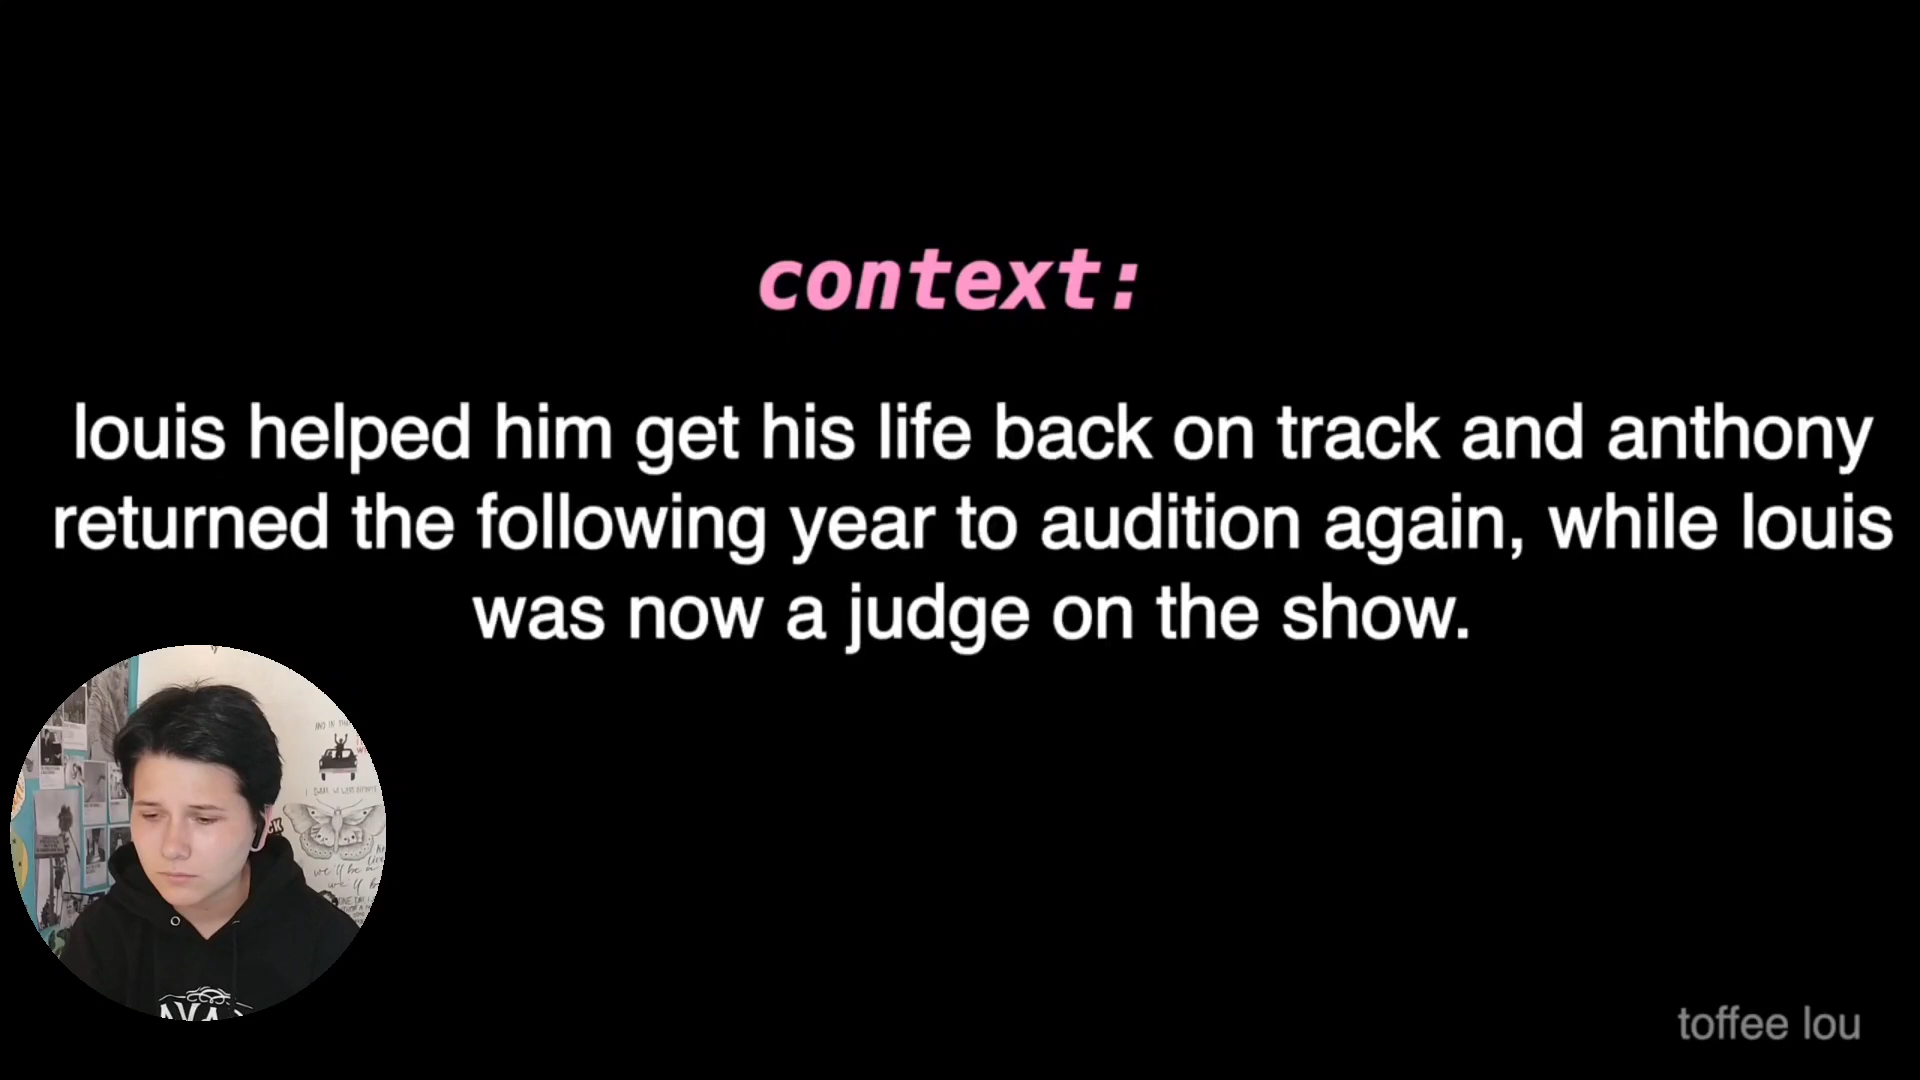 context:
louis helped him get his life back on track and anthony
returned the following year to audition again, while louis
was now a judge on the show.
toffee lou